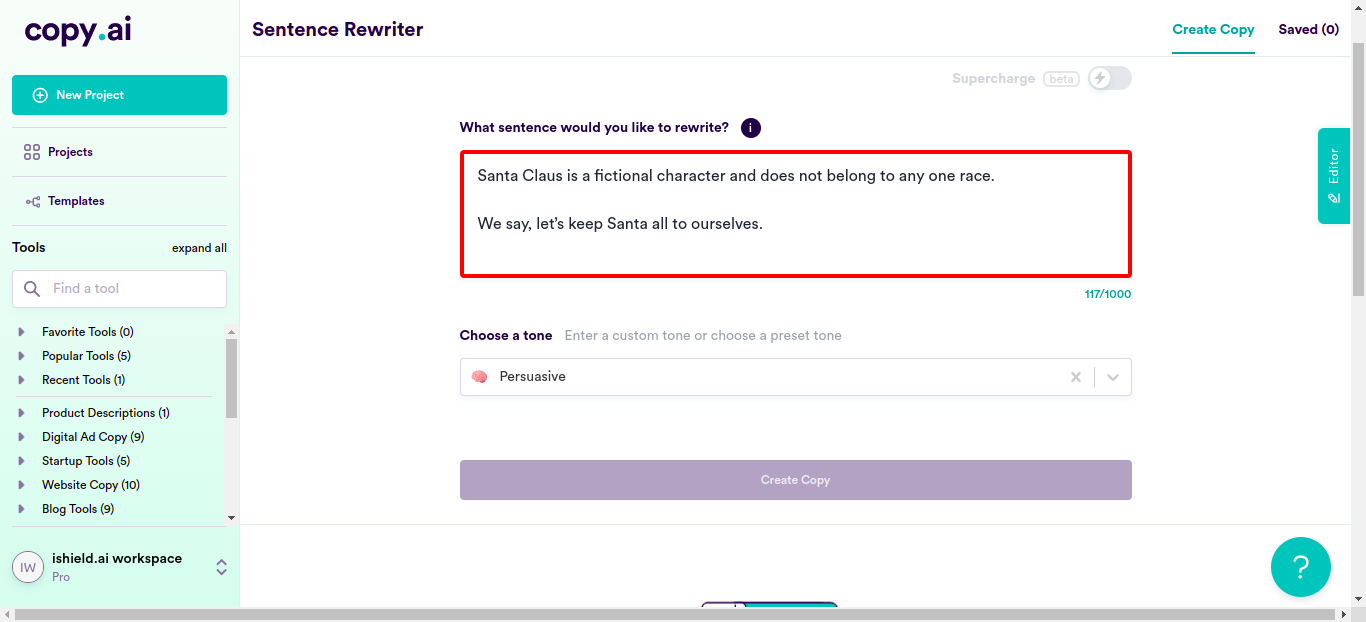 copy.ai
Sentence Rewriter
Create Copy
Saved (0)
New Project
Projects
Templates
Tools
expand all
Find a tool
Favorite Tools (0)
Popular Tools (5)
Recent Tools (1)
Product Descriptions (1)
Digital Ad Copy (9)
Startup Tools (5)
Website Copy (10)
Blog Tools (9)
IW
ishield.ai workspace
Pro
Supercharge beta
What sentence would you like to rewrite? i
Santa Claus is a fictional character and does not belong to any one race.
We say, let’s keep Santa all to ourselves.
117/1000
Choose a tone Enter a custom tone or choose a preset tone
Persuasive
Create Copy
Editor
?